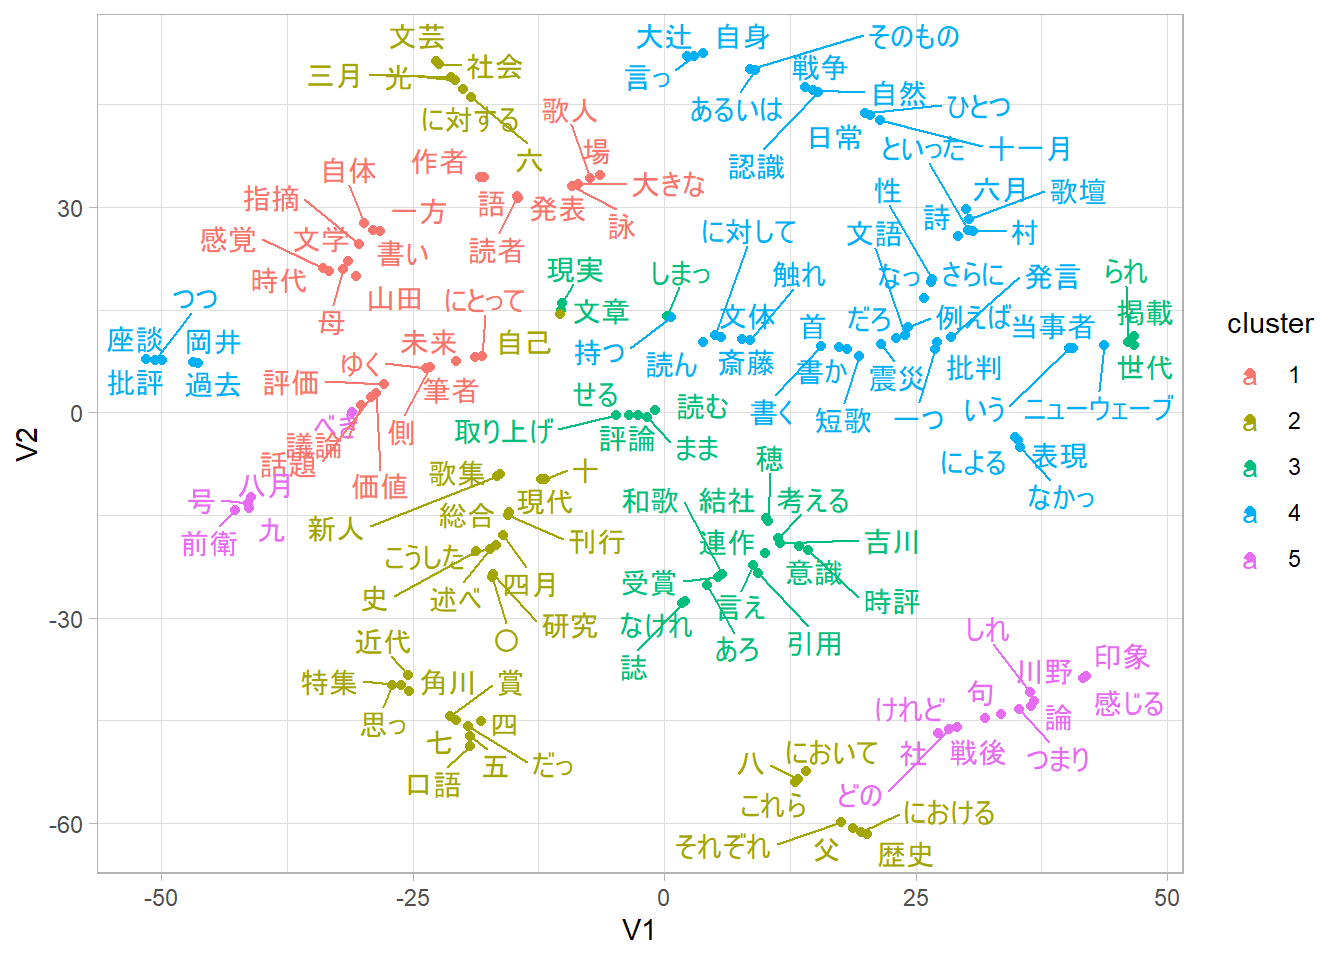 文芸
社会
三月
光
に対する
六
大辻
自身
言っ
そのもの
あるいは
戦争
自然
認識
日常
ひとつ
十一月
といった
六月
歌壇
詩
村
性
歌人
場
作者
大きな
発表
詠
語
読者
自体
指摘
一方
感覚
文学
書い
時代
母
山田
に対して
文語
触れ
なっ
さらに
発言
られ
掲載
世代
現実
しまっ
文章
自己
にとって
つつ
座談
岡井
批評
過去
未来
ゆく
評価
筆者
側
持つ
文体
読ん
斎藤
首
だろ
例えば
当事者
書か
書く
短歌
震災
一つ
批判
いう
ニューウェーブ
による
表現
なかっ
せる
読む
取り上げ
評論
まま
べき
議論
話題
価値
号
八月
前衛
九
歌集
十
現代
新人
総合
刊行
こうした
史
述べ
四月
研究
〇
穂
和歌
結社
考える
連作
吉川
意識
受賞
言え
時評
なけれ
あろ
引用
誌
近代
特集
角川
賞
思っ
七
四
五
だっ
口語
しれ
川野
印象
感じる
句
論
けれど
社
戦後
つまり
どの
八
において
これら
それぞれ
父
における
歴史
30
0
-30
-60
-50
-25
0
25
50
V1
V2
cluster
a 1
a 2
a 3
a 4
a 5